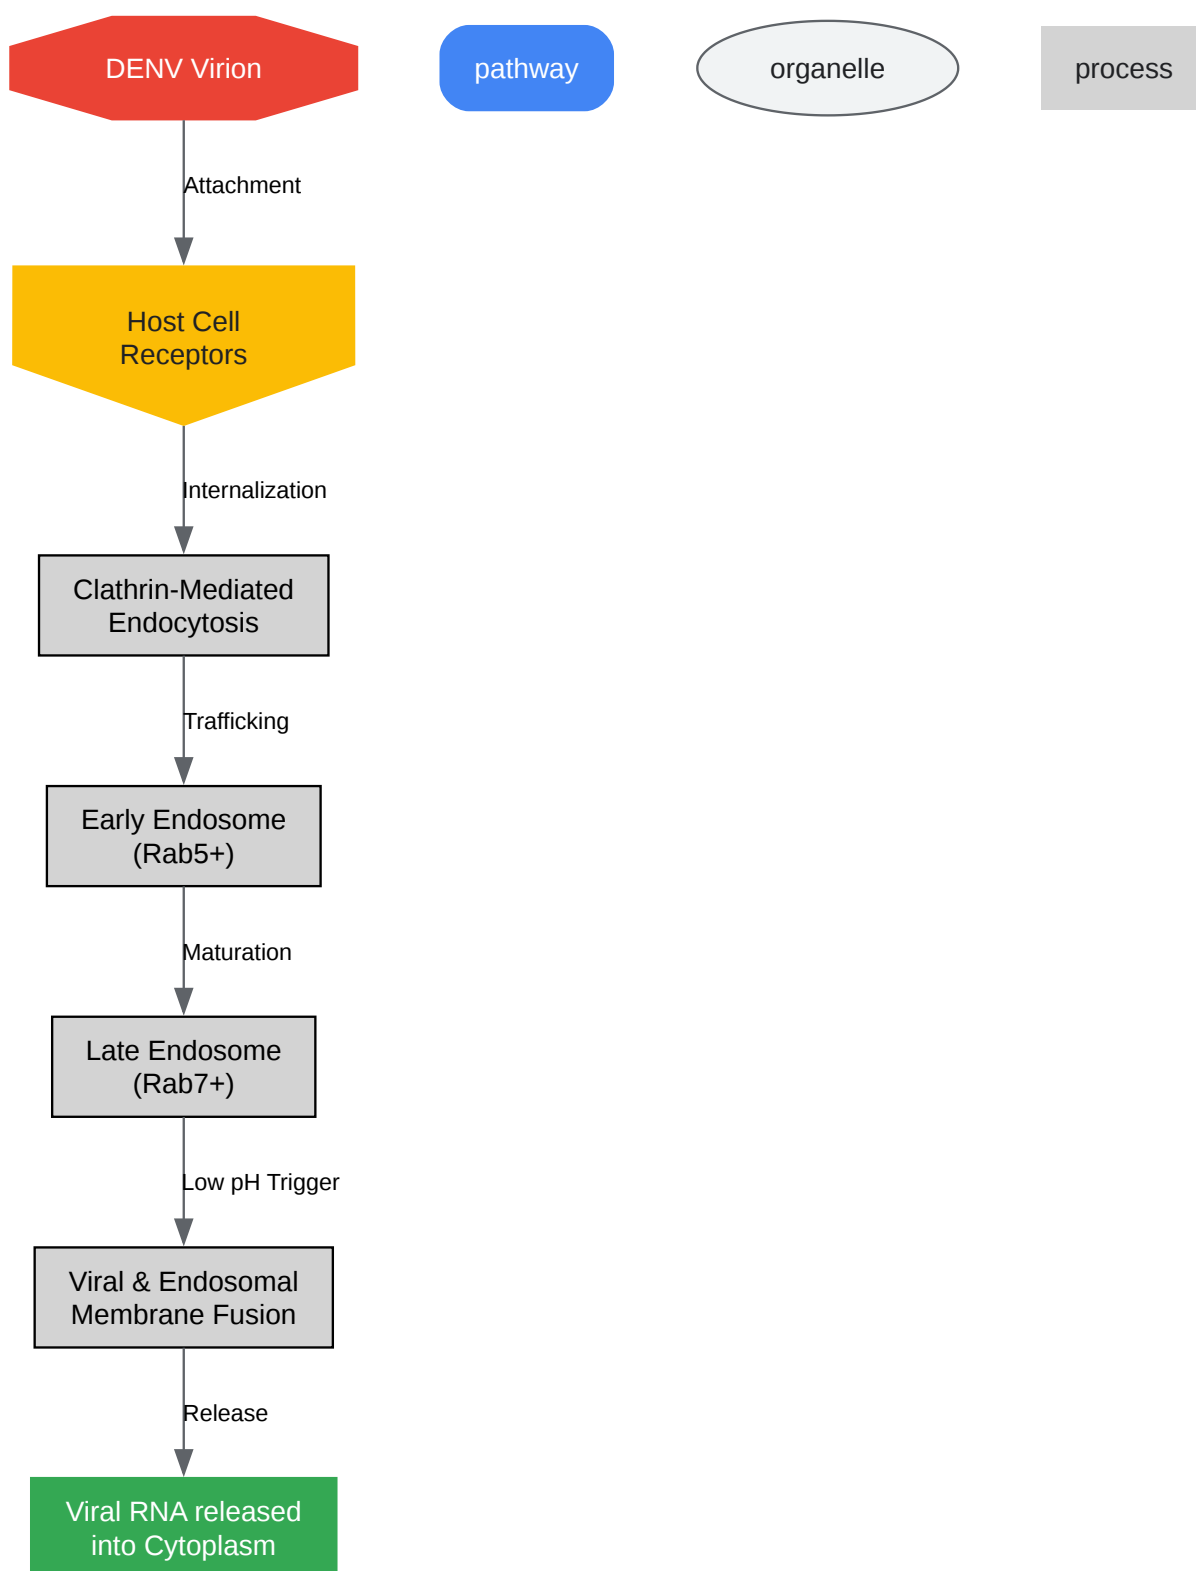 DENV Virion
pathway
organelle
process
Attachment
Host Cell
Receptors
Internalization
Clathrin-Mediated
Endocytosis
Trafficking
Early Endosome
(Rab5+)
Maturation
Late Endosome
(Rab7+)
Low pH Trigger
Viral & Endosomal
Membrane Fusion
Release
Viral RNA released
into Cytoplasm